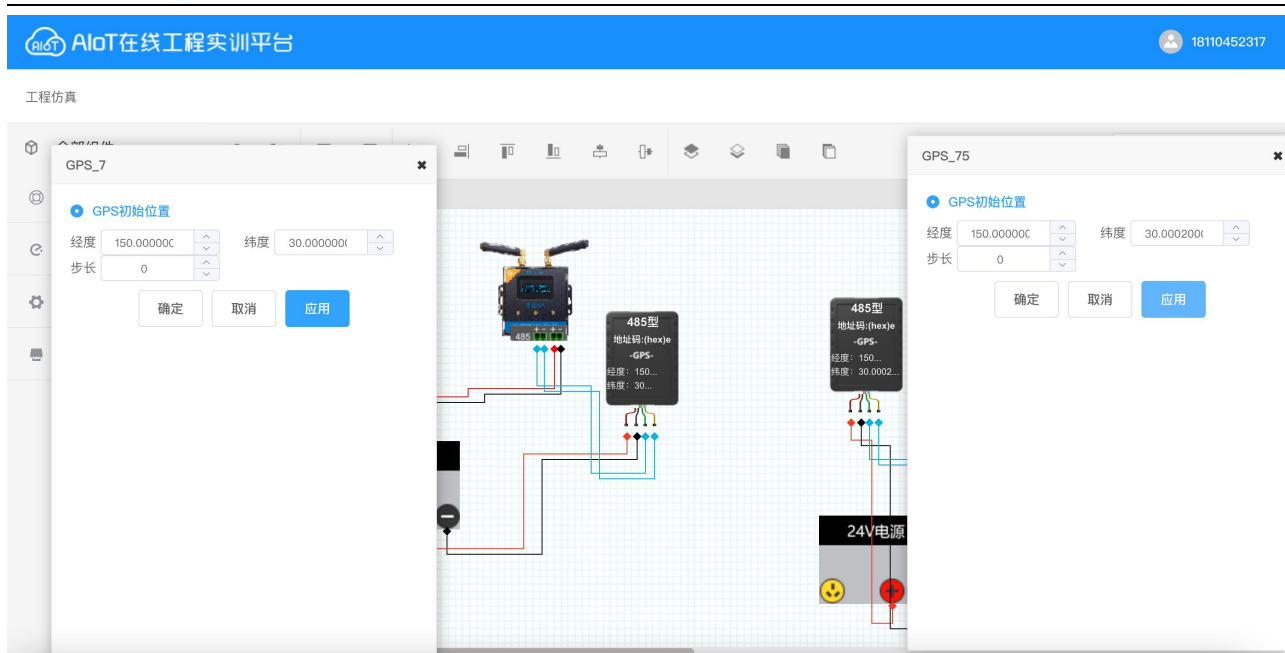 AIoT AIoT在线工程实训平台
18110452317
工程仿真
GPS_7
GPS初始位置
经度 150.000000 纬度 30.000000
步长 0
确定 取消 应用
485
485型
地址码:(hex)e
-GPS-
经度: 150...
纬度: 30...
485型
地址码:(hex)e
-GPS-
经度: 150...
纬度: 30.0002...
24V电源
GPS_75
GPS初始位置
经度 150.000000 纬度 30.000200
步长 0
确定 取消 应用